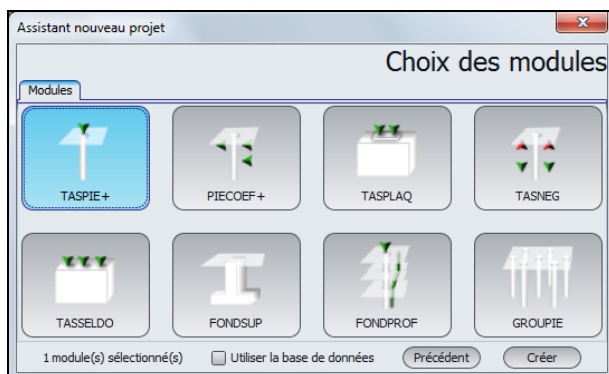 Assistant nouveau projet
Choix des modules
Modules
TASPIE+
PIECOEF+
TASPLAQ
TASNEG
TASSELDO
FONDSUP
FONDPROF
GROUPIE
1 module(s) sélectionné(s)
Utiliser la base de données
Précédent
Créer